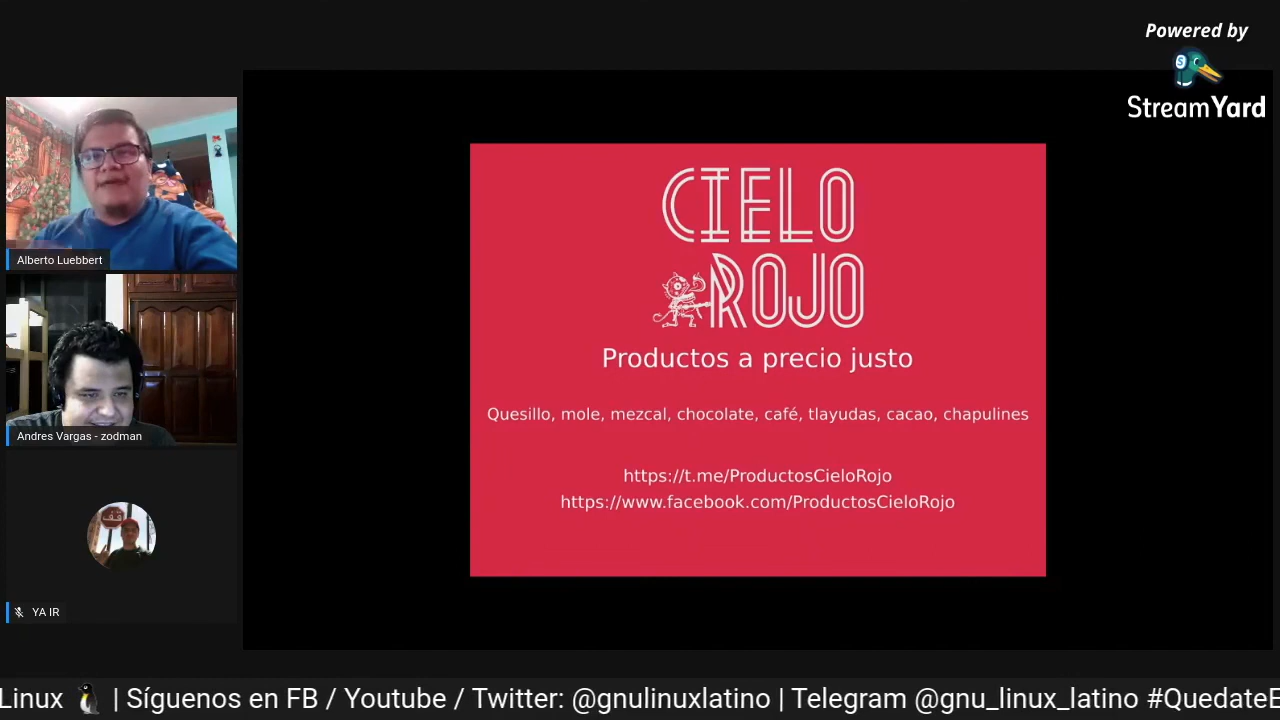 Powered by
StreamYard
Alberto Luebbert
Andres Vargas - zodman
YA IR
CIELO
ROJO
Productos a precio justo
Quesillo, mole, mezcal, chocolate, café, tlayudas, cacao, chapulines
https://t.me/ProductosCieloRojo
https://www.facebook.com/ProductosCieloRojo
Linux 🐧 | Síguenos en FB / Youtube / Twitter: @gnulinuxlatino | Telegram @gnu_linux_latino #QuedateE